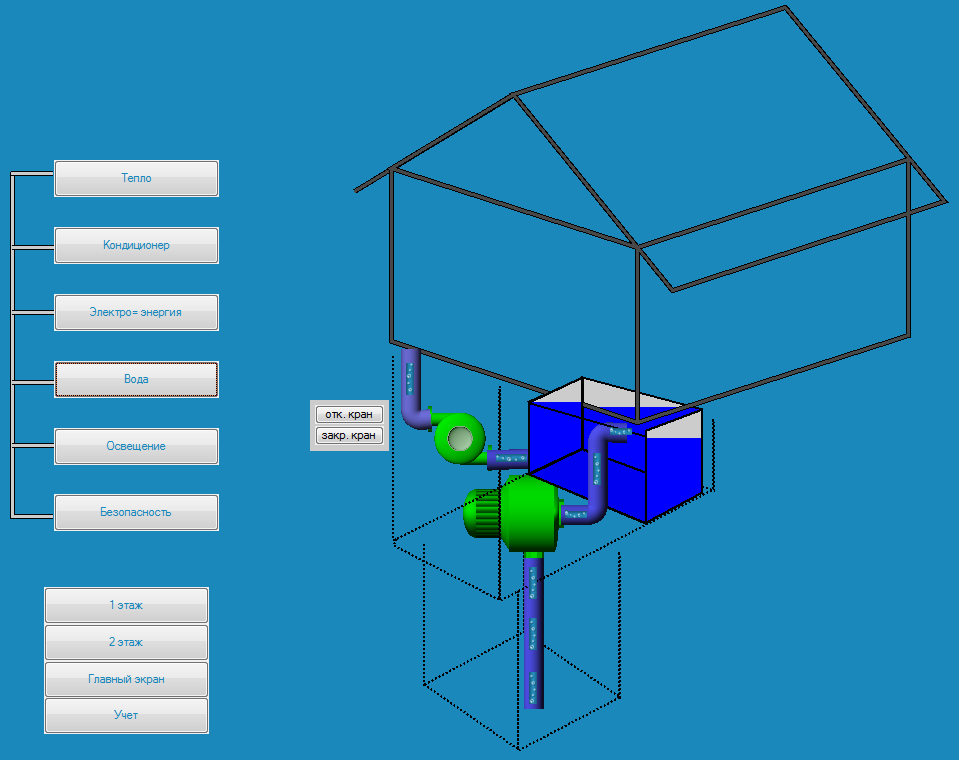 Тепло
Кондиционер
Электро= энергия
Вода
Освещение
Безопасность
отк. кран
закр. кран
1 этаж
2 этаж
Главный экран
Учет